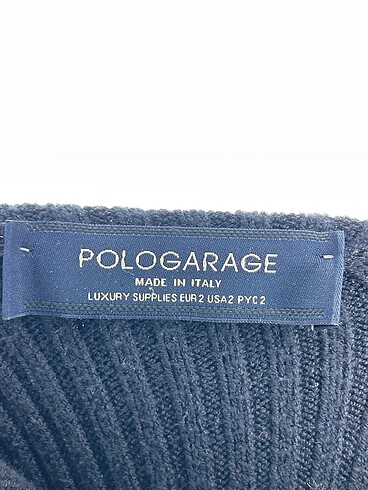 POLOGARAGE
MADE IN ITALY
LUXURY SUPPLIES EUR 2 USA 2 PYC 2